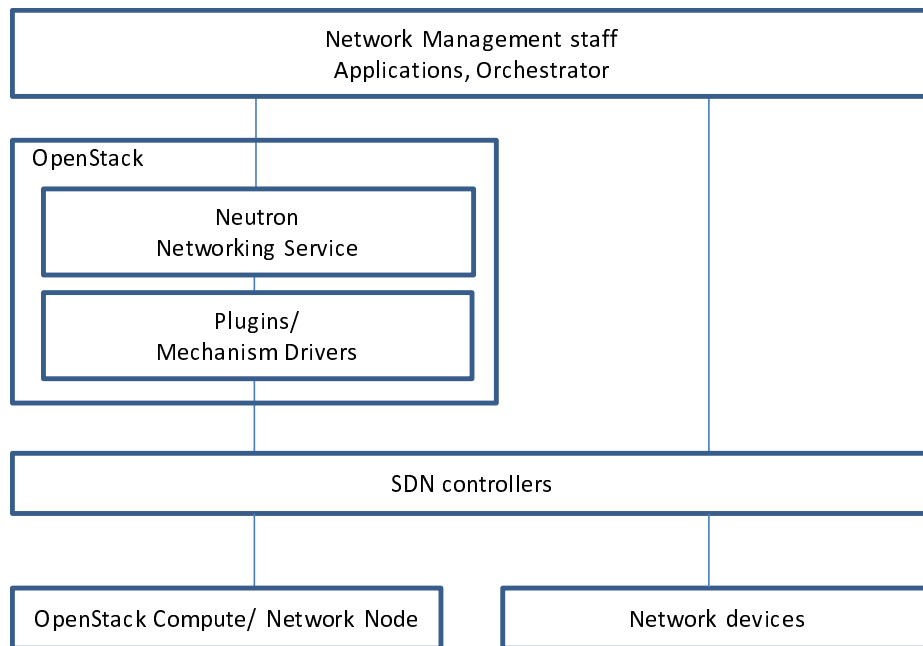 Network Management staff
Applications, Orchestrator
OpenStack
Neutron
Networking Service
Plugins/
Mechanism Drivers
SDN controllers
OpenStack Compute/ Network Node
Network devices